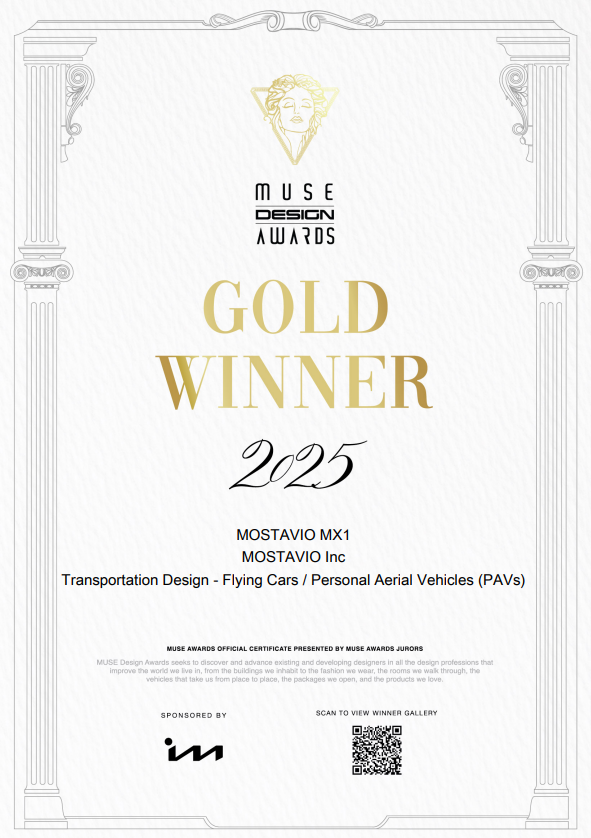 MUSE
DESIGN
AWARDS
GOLD
WINNER
2025
MOSTAVIO MX1
MOSTAVIO Inc
Transportation Design - Flying Cars / Personal Aerial Vehicles (PAVs)
MUSE AWARDS OFFICIAL CERTIFICATE PRESENTED BY MUSE AWARDS JURORS
MUSE Design Awards seeks to discover and advance existing and developing designers in all the design professions that
improve the world we live in, from the buildings we inhabit to the fashion we wear, the rooms we walk through, the
vehicles that take us from place to place, the packages we open, and the products we love.
SPONSORED BY
SCAN TO VIEW WINNER GALLERY
im